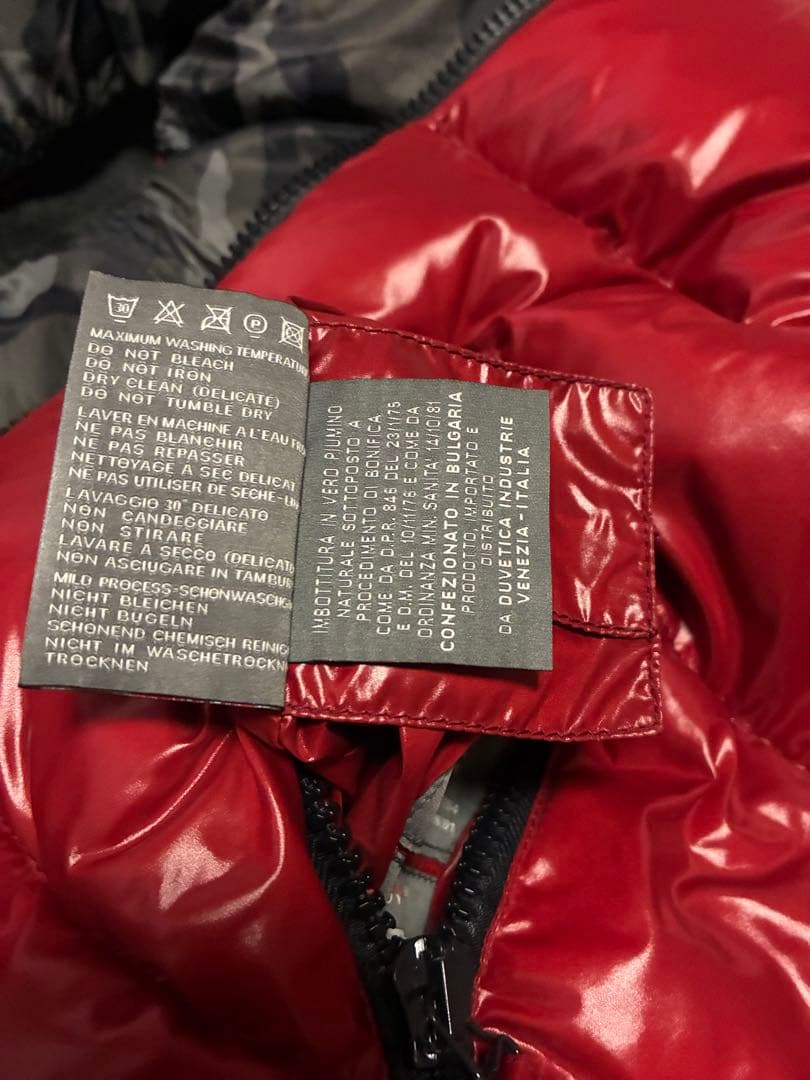 30
P
MAXIMUM WASHING TEMPERATURE
DO NOT BLEACH
DO NOT IRON
DRY CLEAN (DELICATE)
DO NOT TUMBLE DRY
LAVER EN MACHINE A L'EAU
NE PAS BLANCHIR
NE PAS REPASSER
NETTOYAGE A SEC DELICAT
NE PAS UTILISER DE
LAVAGGIO 30° DELICATO
NON CANDEGGIARE
NON STIRARE
LAVARE A SECCO (DELICATO
NON ASCIUGARE IN TAMBUR
MILD PROCESS-SCHONWASCHG
NICHT BLEICHEN
NICHT BUGELN
SCHONEND CHEMISCH REINIG
NICHT IM WASCHETROCKN
TROCKNEN
IMBOTTITURA IN VERO PIUMINO
NATURALE SOTTOPOSTO A
PROCEDIMENTO DI BONIFICA
COME DA D.P.R. 845 DEL 23/1/75
E D.M. DEL 10/11/76 E COME DA
ORDINANZA MIN. SANITA' 14/10/81
CONFEZIONATO IN BULGARIA
PRODOTTO, IMPORTATO E
DISTRIBUITO
DA DUVETICA INDUSTRIE
VENEZIA-ITALIA